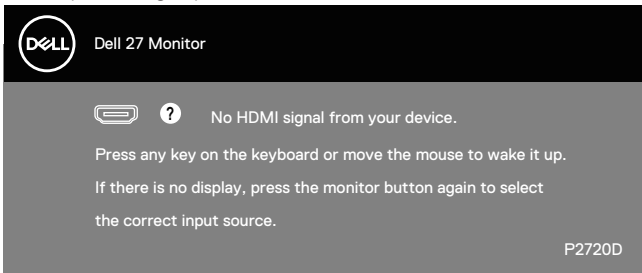 DELL
Dell 27 Monitor
? No HDMI signal from your device.
Press any key on the keyboard or move the mouse to wake it up.
If there is no display, press the monitor button again to select
the correct input source.
P2720D